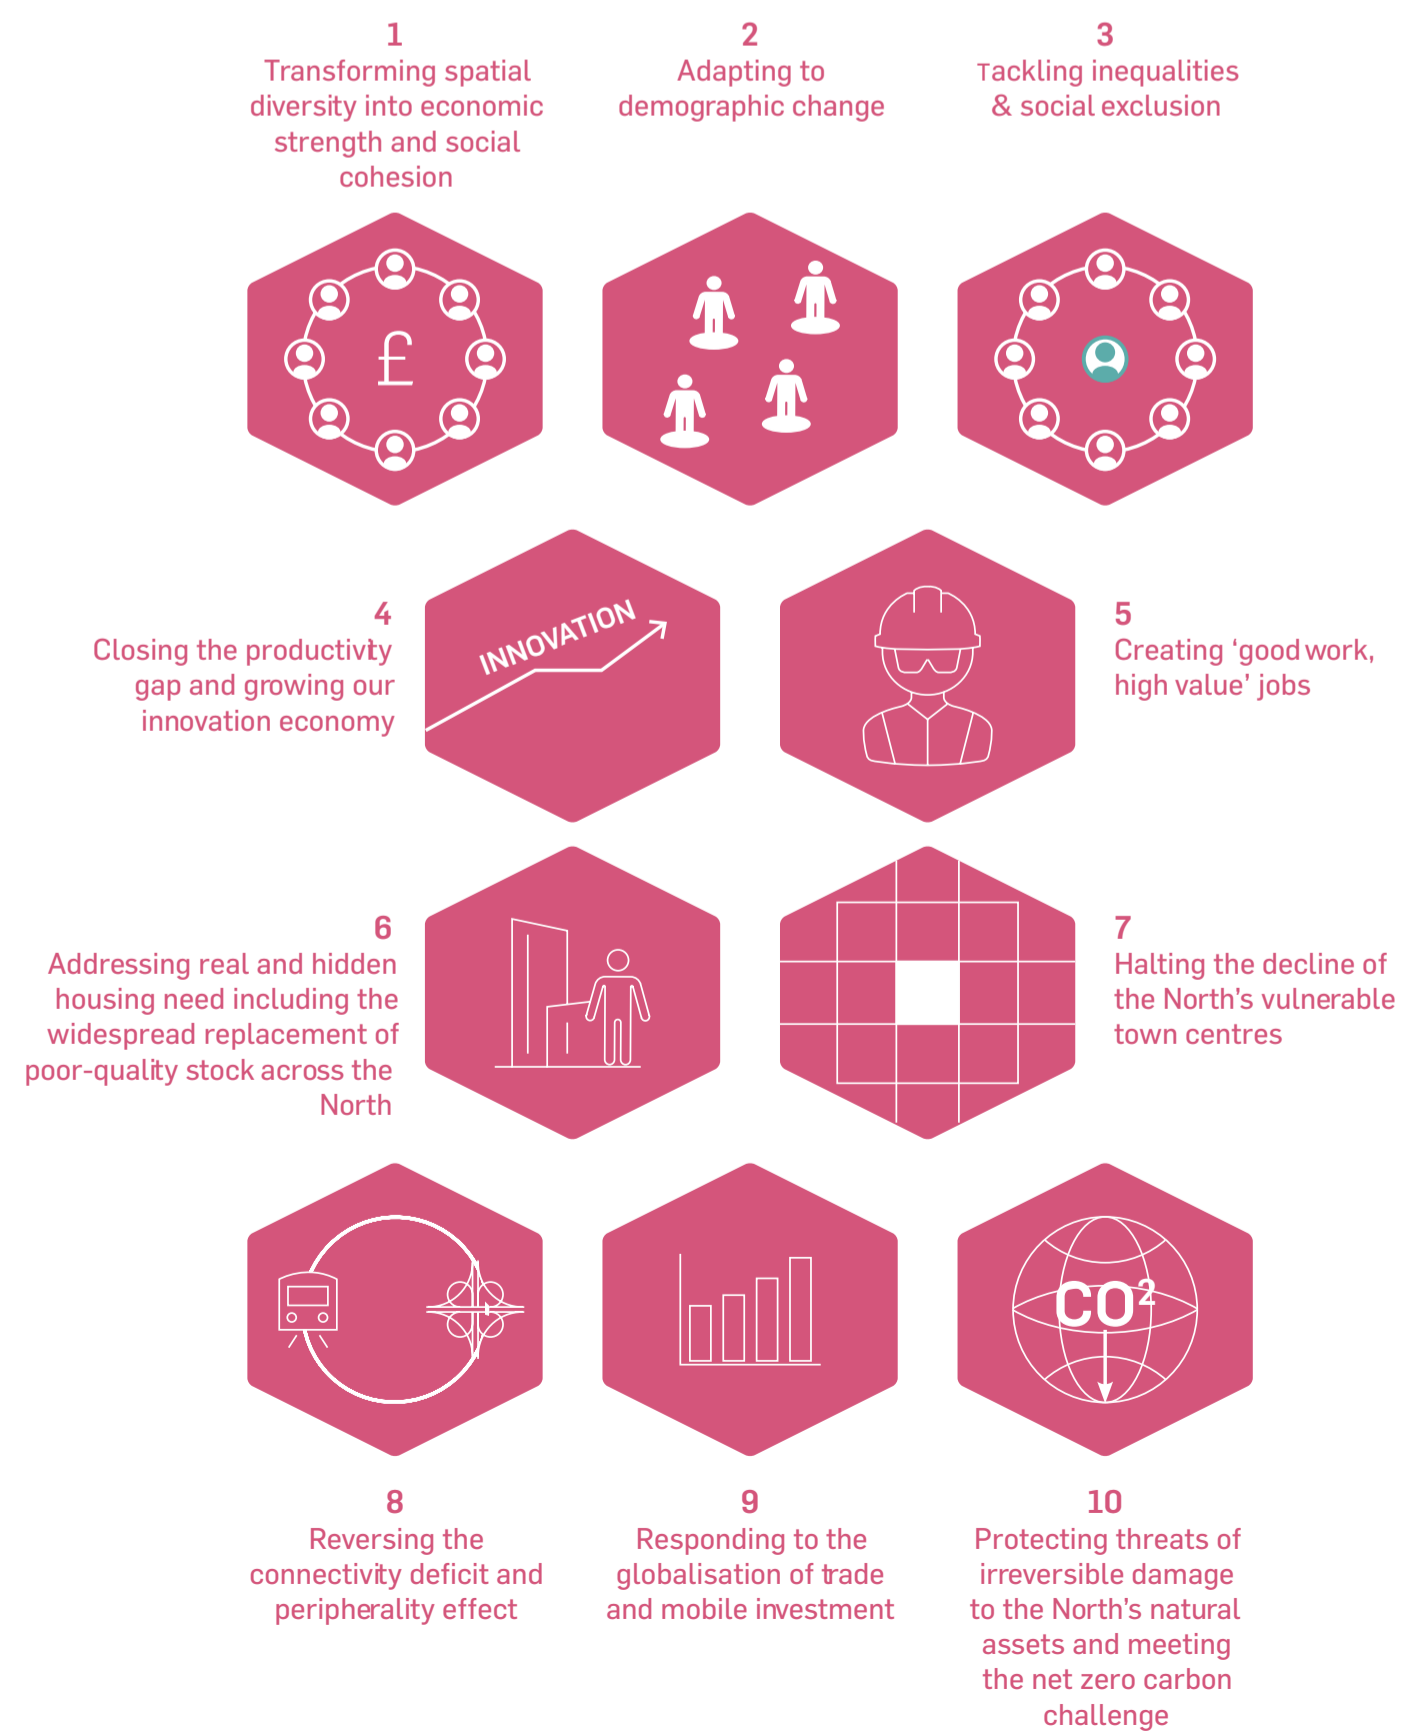 1
Transforming spatial
diversity into economic
strength and social
cohesion
2
Adapting to
demographic change
3
Tackling inequalities
& social exclusion
£
4
Closing the productivity
gap and growing our
innovation economy
INNOVATION
5
Creating ‘good work,
high value’ jobs
6
Addressing real and hidden
housing need including the
widespread replacement of
poor-quality stock across the
North
7
Halting the decline of
the North’s vulnerable
town centres
CO²
8
Reversing the
connectivity deficit and
peripherality effect
9
Responding to the
globalisation of trade
and mobile investment
10
Protecting threats of
irreversible damage
to the North’s natural
assets and meeting
the net zero carbon
challenge